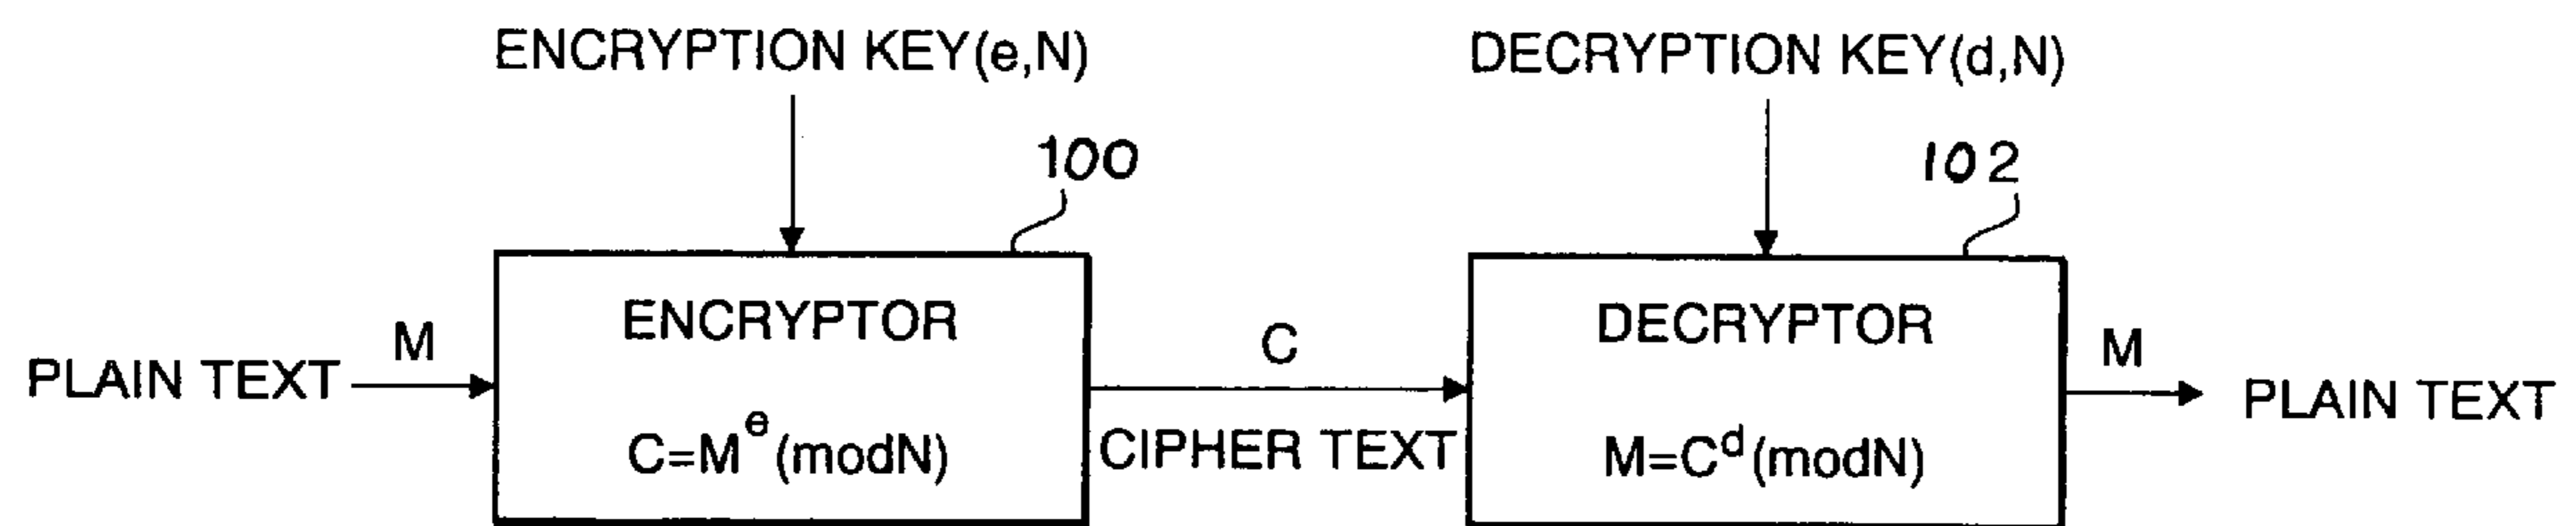 ENCRYPTION KEY(e,N)
DECRYPTION KEY(d,N)
100
102
ENCRYPTOR
DECRYPTOR
PLAIN TEXT
M
C
M
PLAIN TEXT
C=M^e(modN)
CIPHER TEXT
M=C^d(modN)